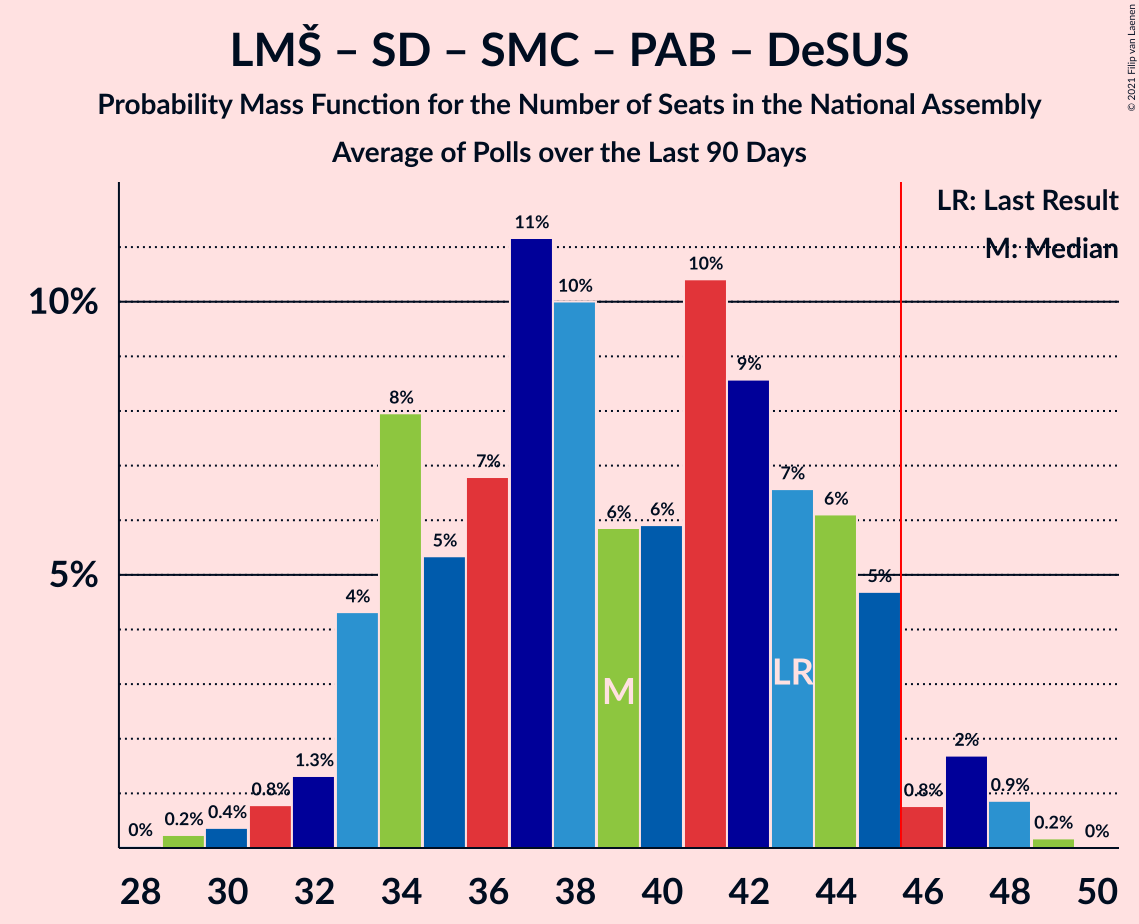 LMŠ – SD – SMC – PAB – DeSUS
Probability Mass Function for the Number of Seats in the National Assembly
Average of Polls over the Last 90 Days
© 2021 Filip van Laenen
LR: Last Result
M: Median
10%
5%
0%
0.2%
0.4%
0.8%
1.3%
4%
8%
5%
7%
11%
10%
6%
6%
10%
9%
7%
6%
5%
0.8%
2%
0.9%
0.2%
0%
M
LR
28 30 32 34 36 38 40 42 44 46 48 50